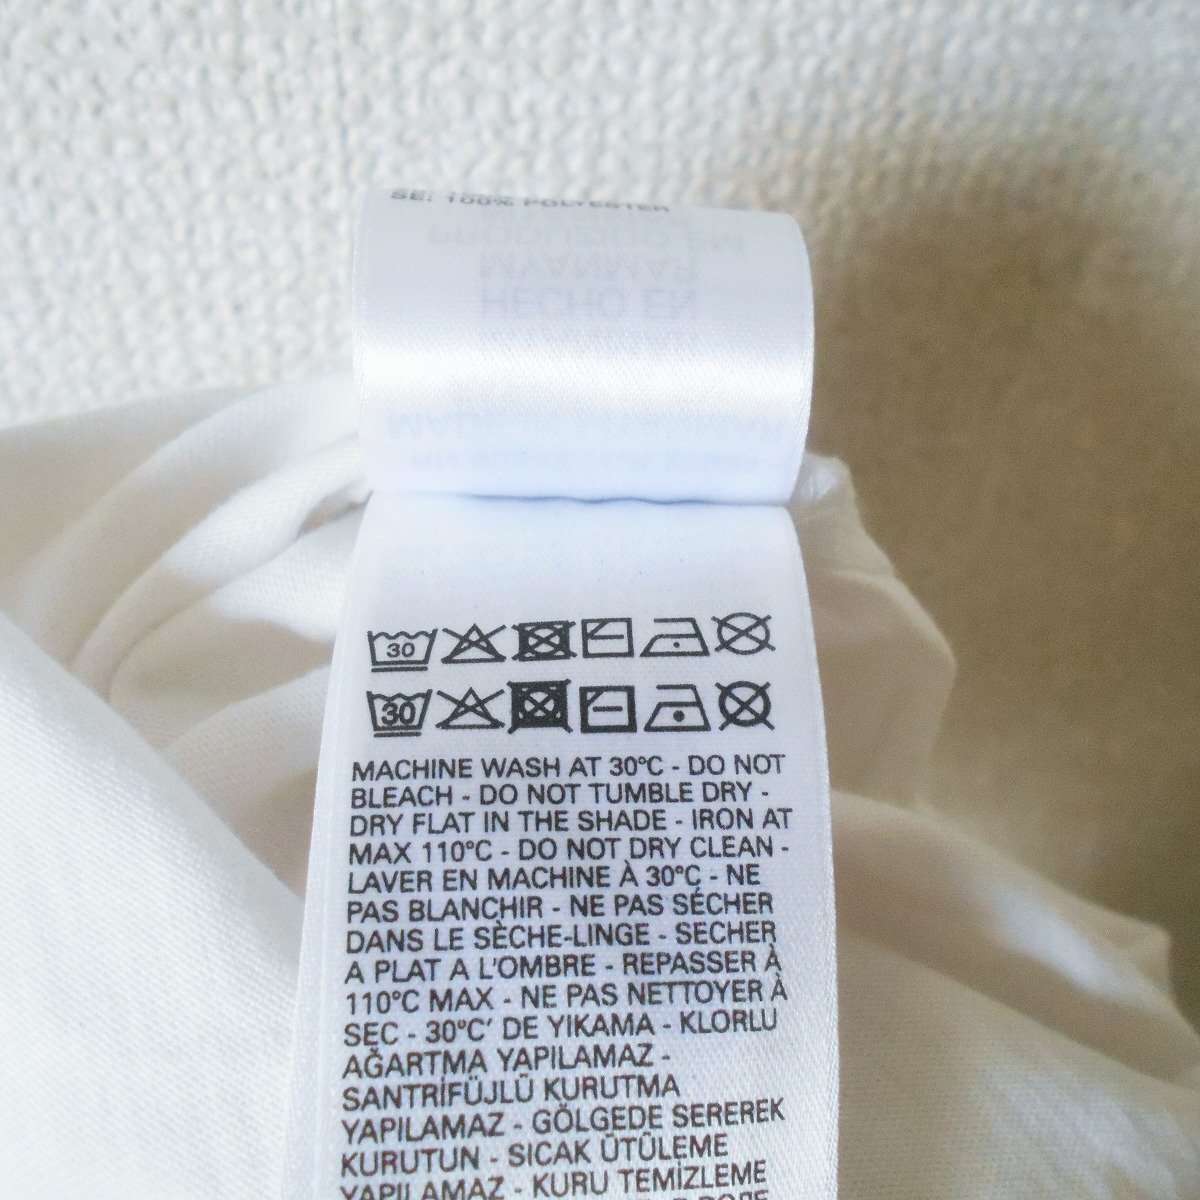 SE: 100% POLYESTER
MYANMAR
HECHO EN
30
30
MACHINE WASH AT 30°C - DO NOT
BLEACH - DO NOT TUMBLE DRY -
DRY FLAT IN THE SHADE - IRON AT
MAX 110°C - DO NOT DRY CLEAN -
LAVER EN MACHINE À 30°C - NE
PAS BLANCHIR - NE PAS SÉCHER
DANS LE SÈCHE-LINGE - SECHER
A PLAT A L'OMBRE - REPASSER À
110°C MAX - NE PAS NETTOYER À
SEC - 30°C' DE YIKAMA - KLORLU
AĞARTMA YAPILAMAZ -
SANTRİFÜJLÜ KURUTMA
YAPILAMAZ - GÖLGEDE SEREREK
KURUTUN - SICAK ÜTÜLEME
YAPILAMAZ - KURU TEMİZLEME